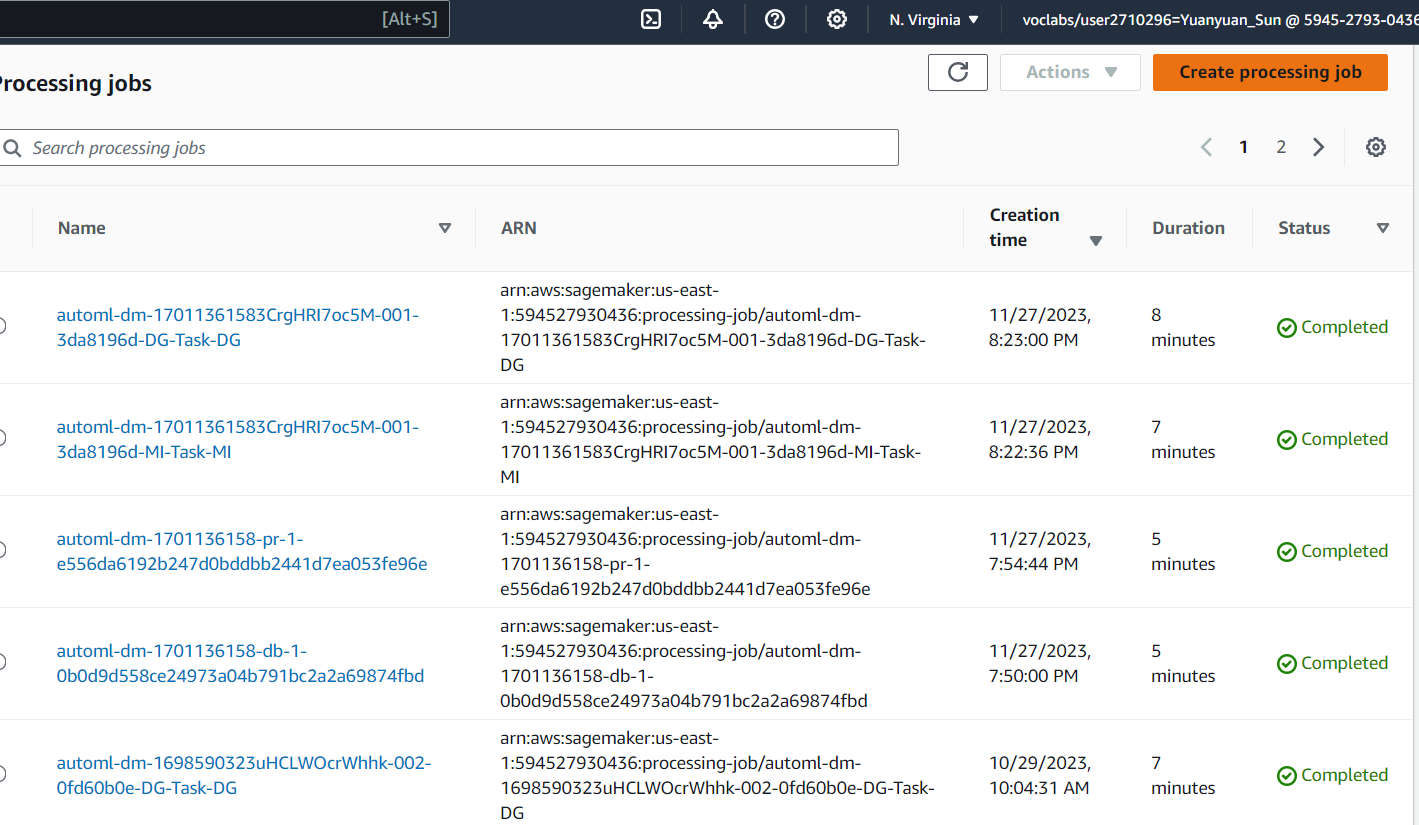 [Alt+S]
N. Virginia
voclabs/user2710296=Yuanyuan_Sun @ 5945-2793-0436
Processing jobs
Actions
Create processing job
Search processing jobs
1 2
Name
ARN
Creation
time
Duration
Status
automl-dm-17011361583CrgHRI7oc5M-001-
3da8196d-DG-Task-DG
arn:aws:sagemaker:us-east-
1:594527930436:processing-job/automl-dm-
17011361583CrgHRI7oc5M-001-3da8196d-DG-Task-
DG
11/27/2023,
8:23:00 PM
8
minutes
Completed
automl-dm-17011361583CrgHRI7oc5M-001-
3da8196d-MI-Task-MI
arn:aws:sagemaker:us-east-
1:594527930436:processing-job/automl-dm-
17011361583CrgHRI7oc5M-001-3da8196d-MI-Task-
MI
11/27/2023,
8:22:36 PM
7
minutes
Completed
automl-dm-1701136158-pr-1-
e556da6192b247d0bddbb2441d7ea053fe96e
arn:aws:sagemaker:us-east-
1:594527930436:processing-job/automl-dm-
1701136158-pr-1-
e556da6192b247d0bddbb2441d7ea053fe96e
11/27/2023,
7:54:44 PM
5
minutes
Completed
automl-dm-1701136158-db-1-
0b0d9d558ce24973a04b791bc2a2a69874fbd
arn:aws:sagemaker:us-east-
1:594527930436:processing-job/automl-dm-
1701136158-db-1-
0b0d9d558ce24973a04b791bc2a2a69874fbd
11/27/2023,
7:50:00 PM
5
minutes
Completed
automl-dm-1698590323uHCLWOcrWhhk-002-
0fd60b0e-DG-Task-DG
arn:aws:sagemaker:us-east-
1:594527930436:processing-job/automl-dm-
1698590323uHCLWOcrWhhk-002-0fd60b0e-DG-Task-
DG
10/29/2023,
10:04:31 AM
7
minutes
Completed